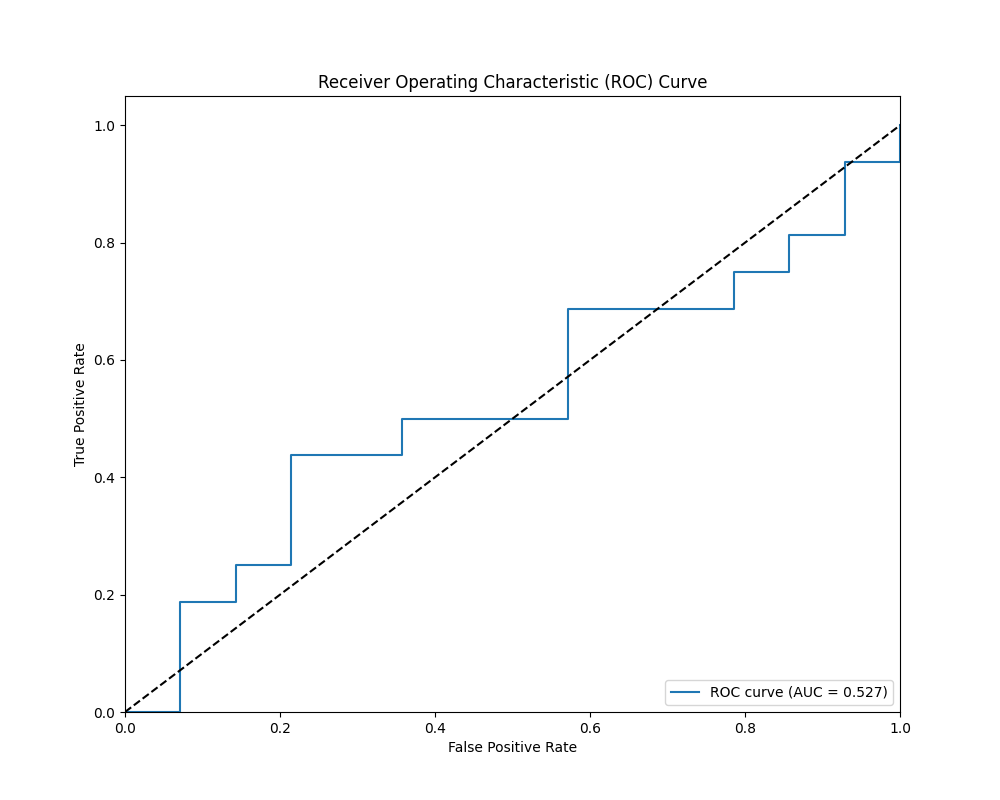 Receiver Operating Characteristic (ROC) Curve
1.0
0.8
0.6
0.4
0.2
0.0
True Positive Rate
ROC curve (AUC = 0.527)
0.0 0.2 0.4 0.6 0.8 1.0
False Positive Rate